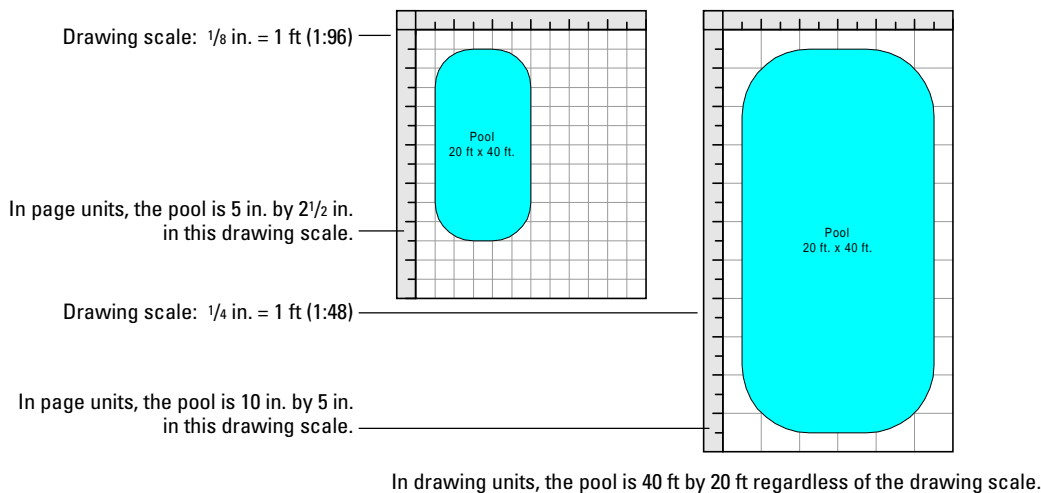 Drawing scale: 1/8 in. = 1 ft (1:96)
Pool
20 ft x 40 ft.
In page units, the pool is 5 in. by 2 1/2 in.
in this drawing scale.
Drawing scale: 1/4 in. = 1 ft (1:48)
Pool
20 ft. x 40 ft.
In page units, the pool is 10 in. by 5 in.
in this drawing scale.
In drawing units, the pool is 40 ft by 20 ft regardless of the drawing scale.